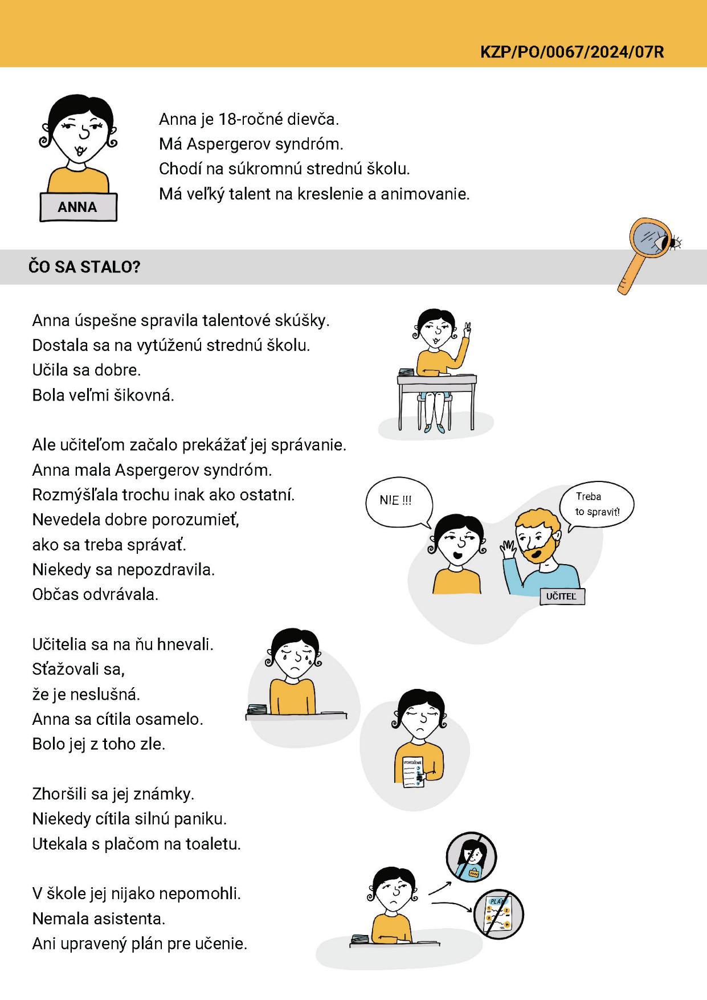 KZP/PO/0067/2024/07R
Anna je 18-ročné dievča.
Má Aspergerov syndróm.
Chodí na súkromnú strednú školu.
Má veľký talent na kreslenie a animovanie.
ANNA
ČO SA STALO?
Anna úspešne spravila talentové skúšky.
Dostala sa na vytúženú strednú školu.
Učila sa dobre.
Bola veľmi šikovná.
Ale učiteľom začalo prekážať jej správanie.
Anna mala Aspergerov syndróm.
Rozmýšľala trochu inak ako ostatní.
Nevedela dobre porozumieť,
ako sa treba správať.
Niekedy sa nepozdravila.
Občas odvrávala.
NIE !!!
Treba
to spraviť!
UČITEĽ
Učitelia sa na ňu hnevali.
Sťažovali sa,
že je neslušná.
Anna sa cítila osamelo.
Bolo jej z toho zle.
VYSVEDČENIE
Zhoršili sa jej známky.
Niekedy cítila silnú paniku.
Utekala s plačom na toaletu.
V škole jej nijako nepomohli.
Nemala asistenta.
Ani upravený plán pre učenie.
PLÁN